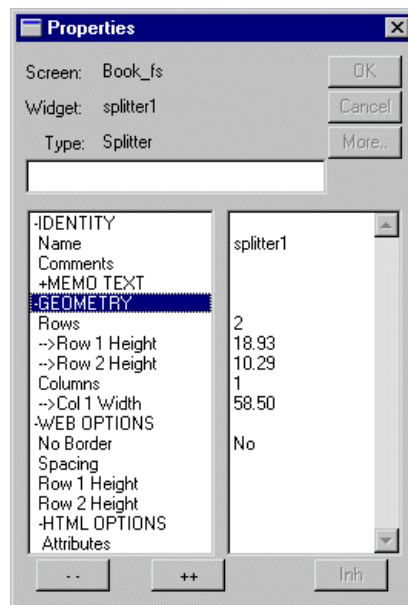 Properties
Screen: Book_fs
OK
Widget: splitter1
Cancel
Type: Splitter
More..
-IDENTITY
Name splitter1
Comments
+MEMO TEXT
-GEOMETRY
Rows 2
-->Row 1 Height 18.93
-->Row 2 Height 10.29
Columns 1
-->Col 1 Width 58.50
-WEB OPTIONS
No Border No
Spacing
Row 1 Height
Row 2 Height
-HTML OPTIONS
Attributes
- - ++ Inh